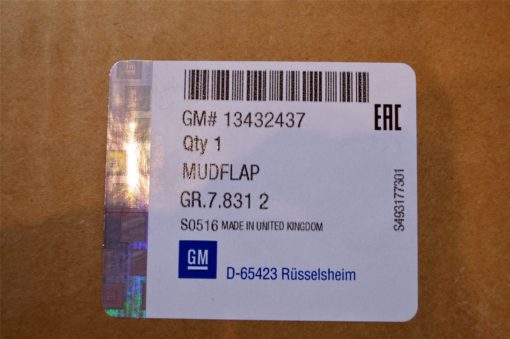 GM# 13432437
EAC
Qty 1
MUDFLAP
GR.7.831 2
S0516 MADE IN UNITED KINGDOM
S493177301
GM
D-65423 Rüsselsheim